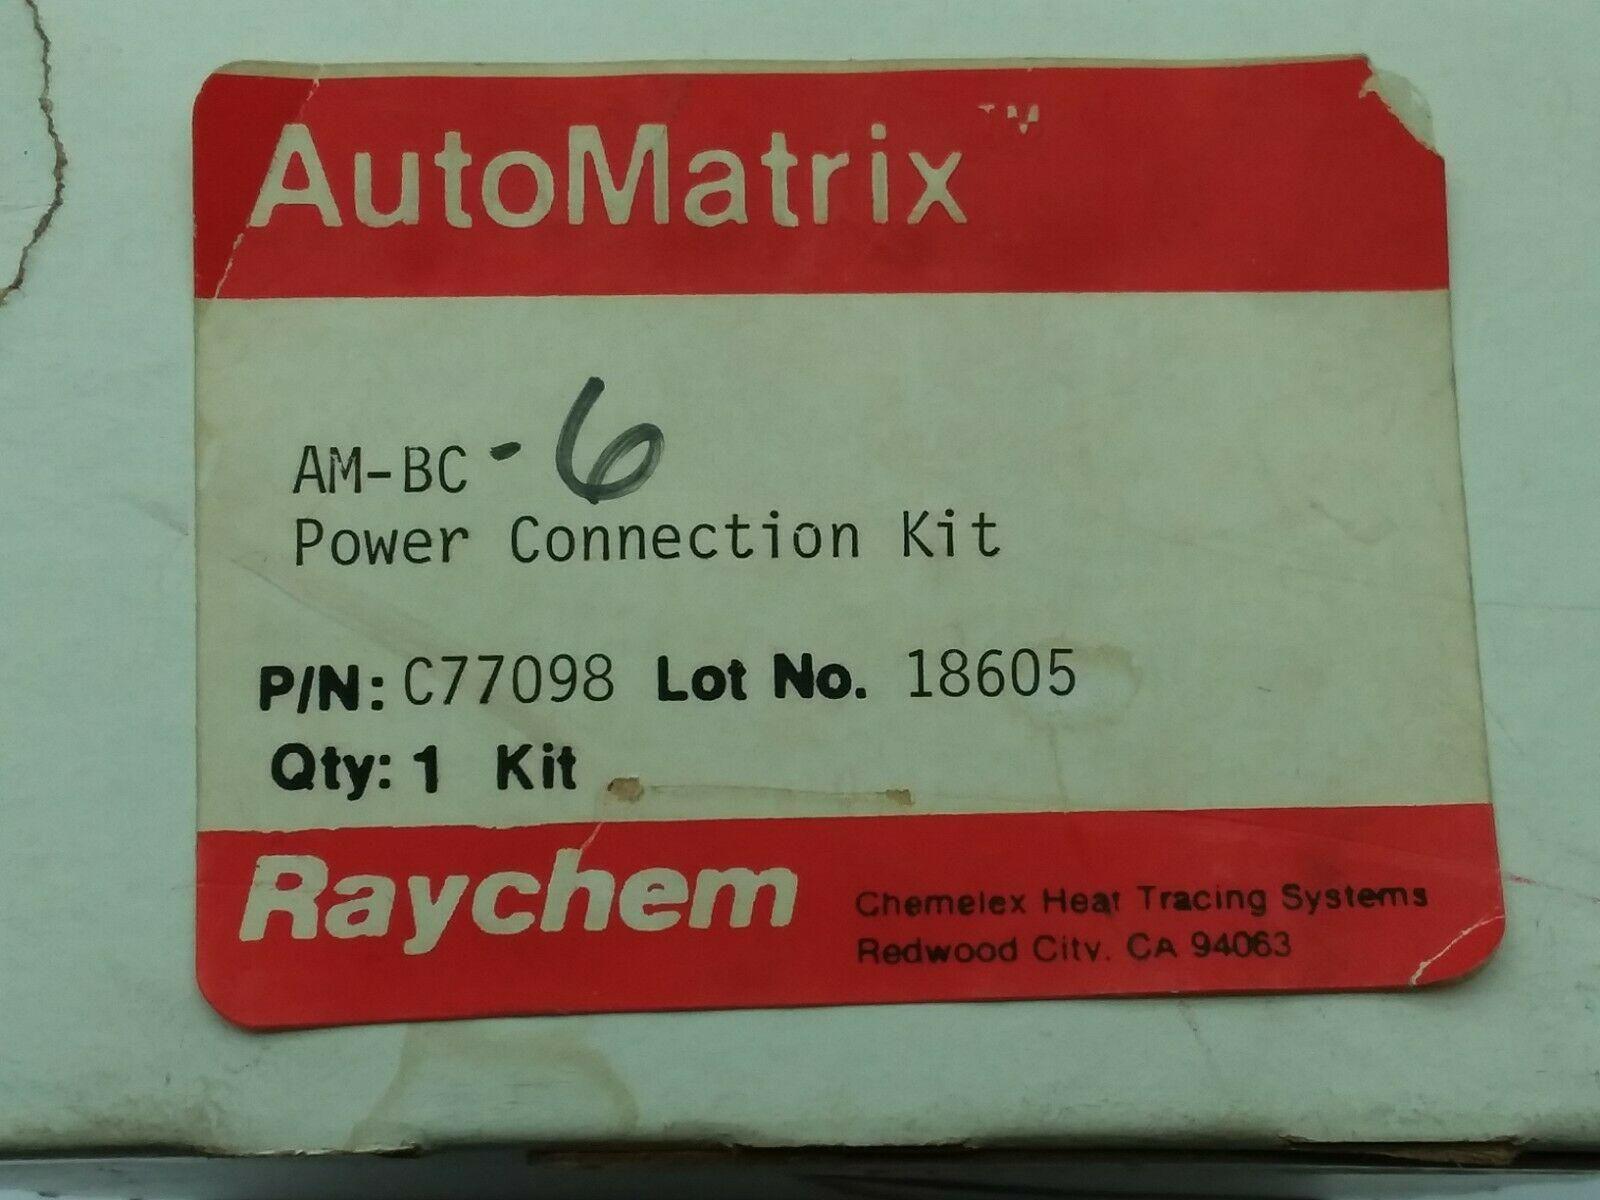 AutoMatrix™
AM-BC-6
Power Connection Kit
P/N: C77098 Lot No. 18605
Qty: 1 Kit
Raychem
Chemelex Heat Tracing Systems
Redwood City, CA 94063